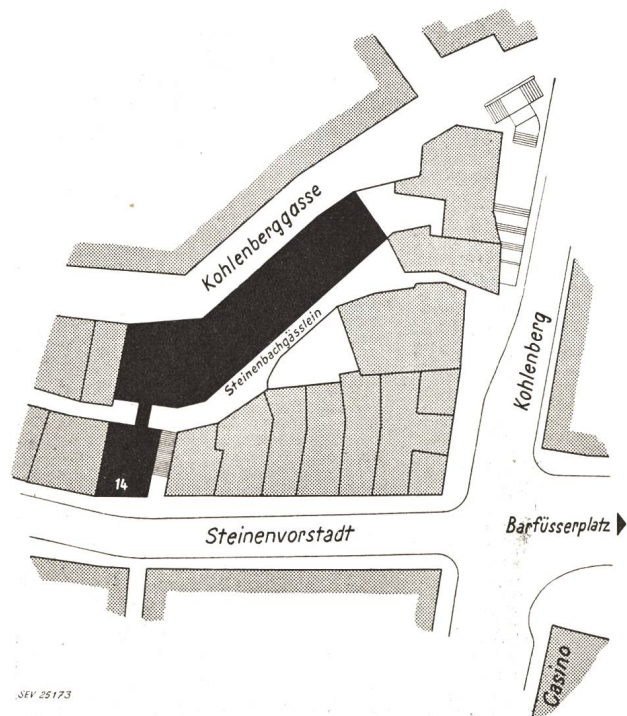 Kohlenberggasse
Steinenbachgässlein
Kohlenberg
14
Steinenvorstadt
Barfüsserplatz
Casino
SEV 25173